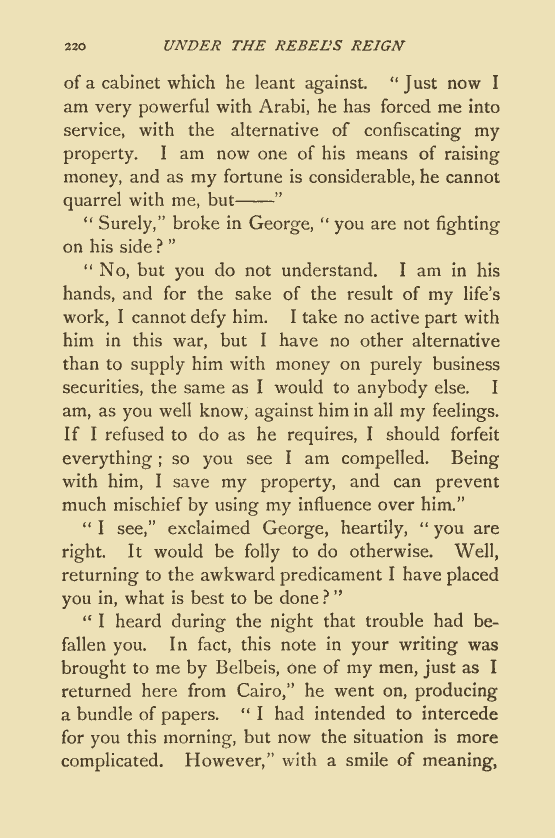 220 UNDER THE REBEL'S REIGN
of a cabinet which he leant against. “Just now I
am very powerful with Arabi, he has forced me into
service, with the alternative of confiscating my
property. I am now one of his means of raising
money, and as my fortune is considerable, he cannot
quarrel with me, but——”
“Surely,” broke in George, “you are not fighting
on his side?”
“No, but you do not understand. I am in his
hands, and for the sake of the result of my life's
work, I cannot defy him. I take no active part with
him in this war, but I have no other alternative
than to supply him with money on purely business
securities, the same as I would to anybody else. I
am, as you well know, against him in all my feelings.
If I refused to do as he requires, I should forfeit
everything; so you see I am compelled. Being
with him, I save my property, and can prevent
much mischief by using my influence over him.”
“I see,” exclaimed George, heartily, “you are
right. It would be folly to do otherwise. Well,
returning to the awkward predicament I have placed
you in, what is best to be done?”
“I heard during the night that trouble had be-
fallen you. In fact, this note in your writing was
brought to me by Belbeis, one of my men, just as I
returned here from Cairo,” he went on, producing
a bundle of papers. “I had intended to intercede
for you this morning, but now the situation is more
complicated. However,” with a smile of meaning,